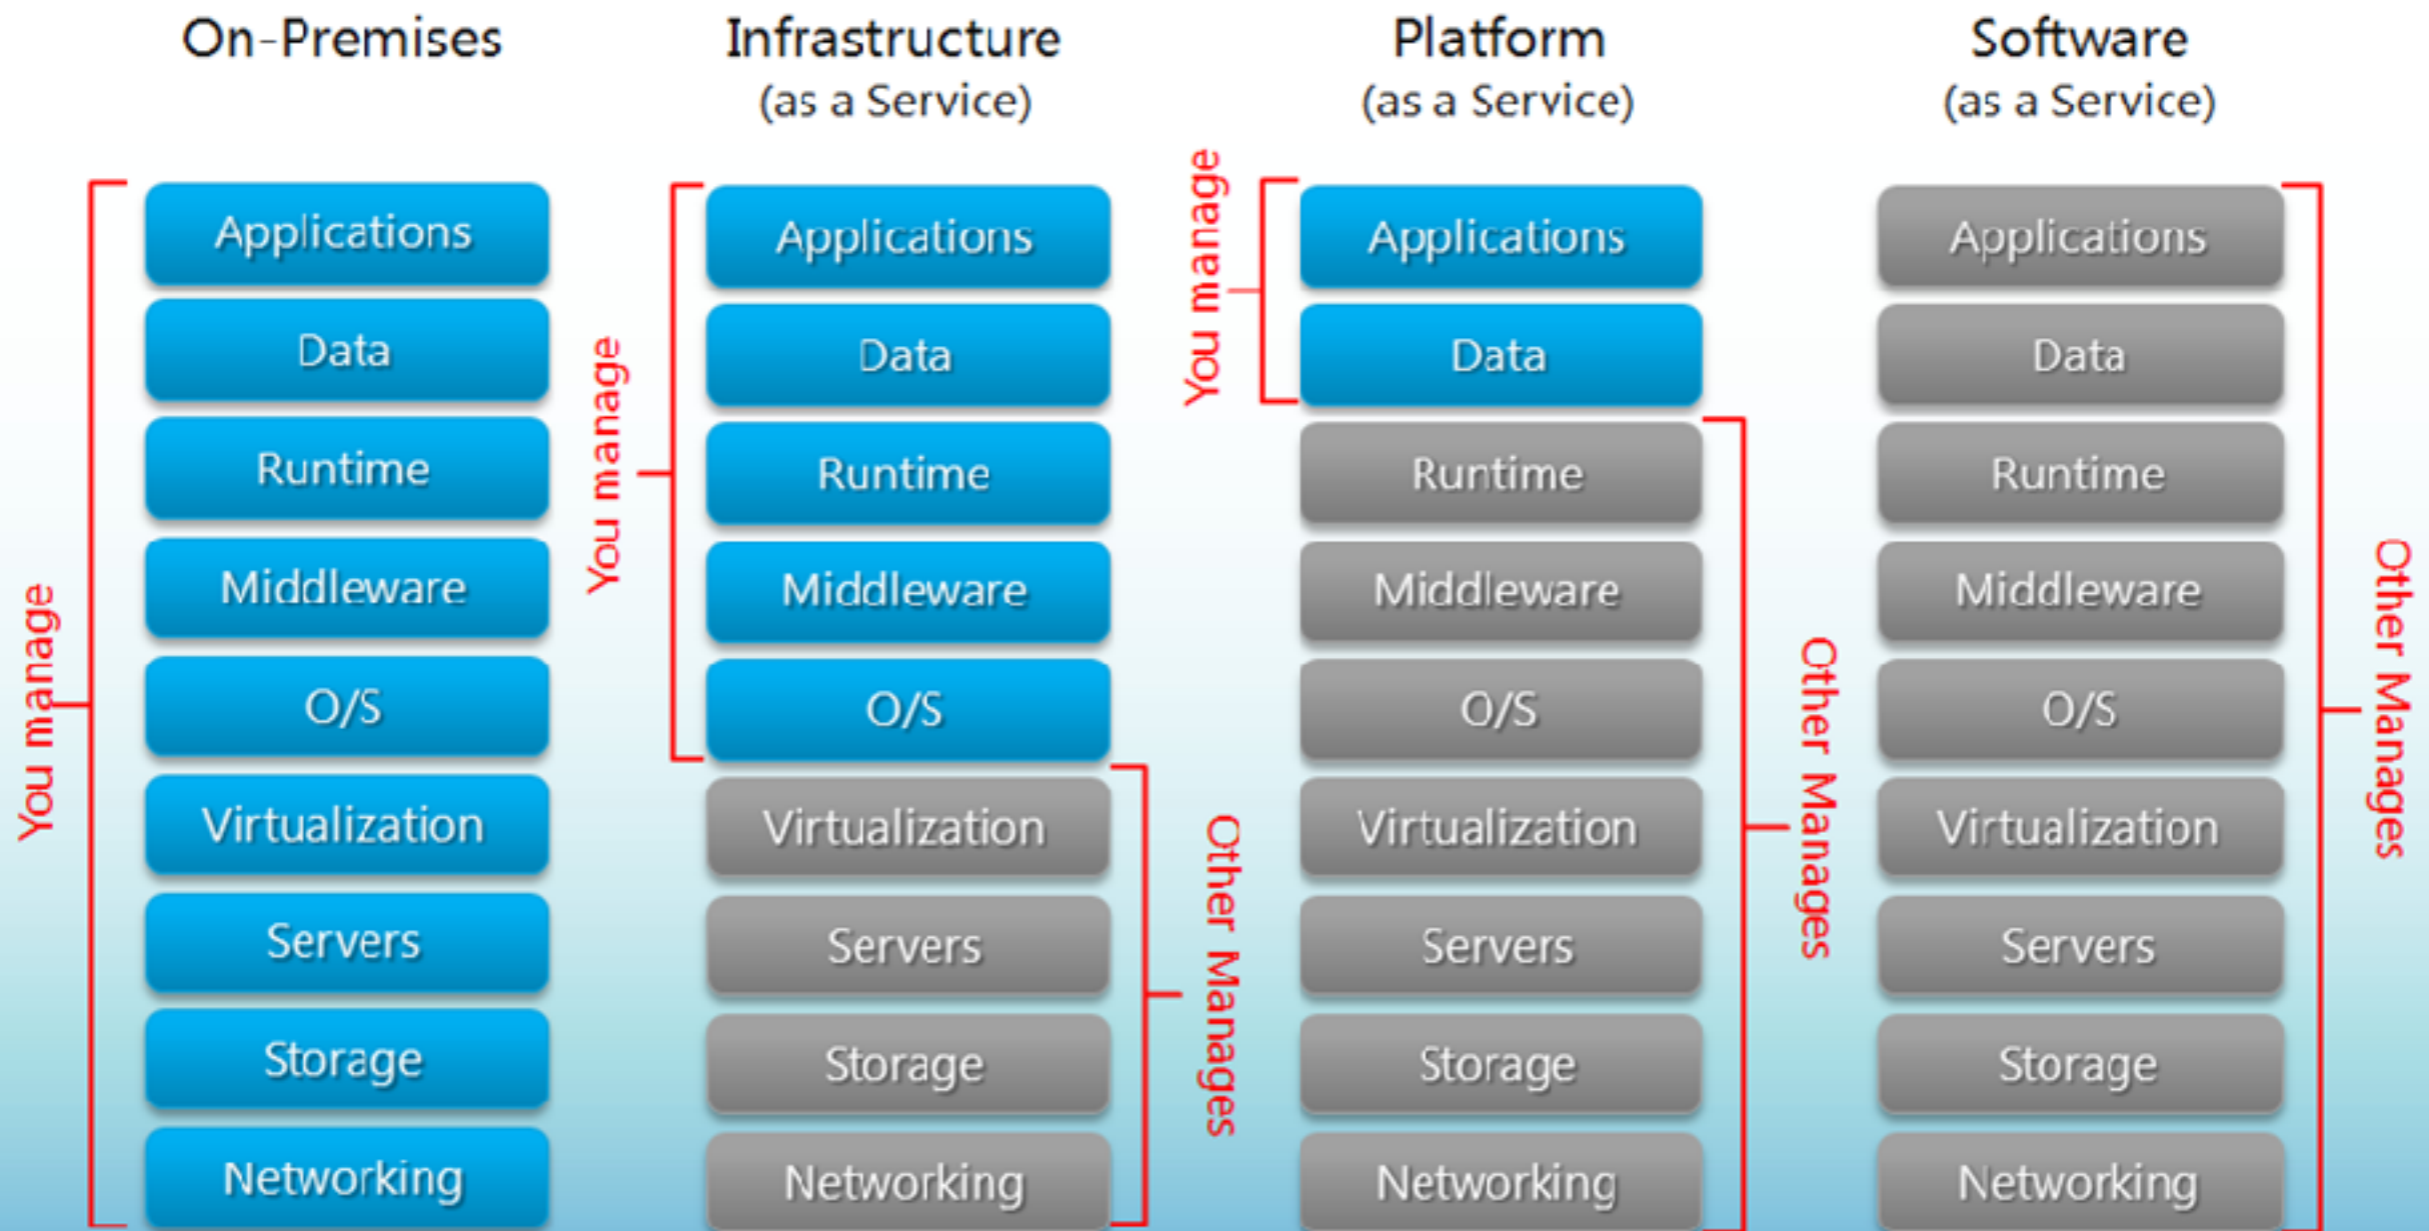 On-Premises
You manage
Applications
Data
Runtime
Middleware
O/S
Virtualization
Servers
Storage
Networking
Infrastructure
(as a Service)
You manage
Applications
Data
Runtime
Middleware
O/S
Virtualization
Servers
Storage
Networking
Other Manages
Platform
(as a Service)
You manage
Applications
Data
Runtime
Middleware
O/S
Virtualization
Servers
Storage
Networking
Other Manages
Software
(as a Service)
Applications
Data
Runtime
Middleware
O/S
Virtualization
Servers
Storage
Networking
Other Manages